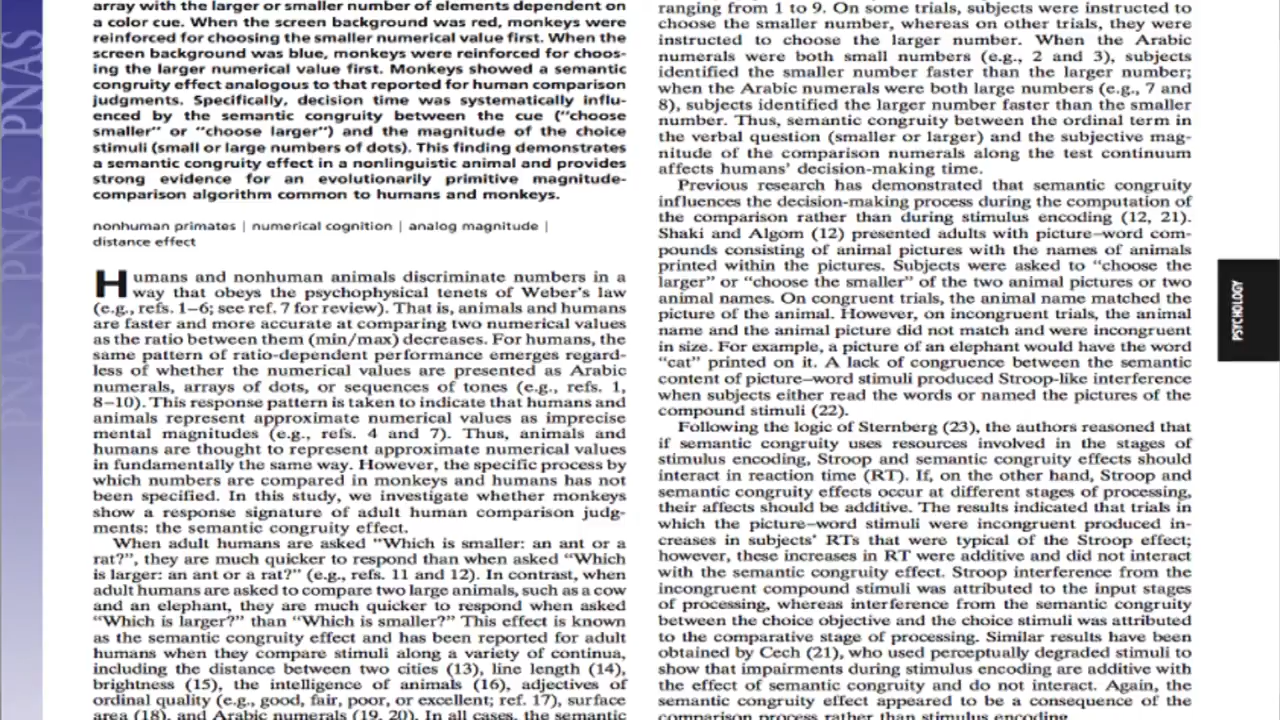 PNAS PNAS PNAS PNAS
array with the larger or smaller number of elements dependent on
a color cue. When the screen background was red, monkeys were
reinforced for choosing the smaller numerical value first. When the
screen background was blue, monkeys were reinforced for choos-
ing the larger numerical value first. Monkeys showed a semantic
congruity effect analogous to that reported for human comparison
judgments. Specifically, decision time was systematically influ-
enced by the semantic congruity between the cue (“choose
smaller” or “choose larger”) and the magnitude of the choice
stimuli (small or large numbers of dots). This finding demonstrates
a semantic congruity effect in a nonlinguistic animal and provides
strong evidence for an evolutionarily primitive magnitude-
comparison algorithm common to humans and monkeys.
nonhuman primates | numerical cognition | analog magnitude |
distance effect
Humans and nonhuman animals discriminate numbers in a
way that obeys the psychophysical tenets of Weber’s law
(e.g., refs. 1–6; see ref. 7 for review). That is, animals and humans
are faster and more accurate at comparing two numerical values
as the ratio between them (min/max) decreases. For humans, the
same pattern of ratio-dependent performance emerges regard-
less of whether the numerical values are presented as Arabic
numerals, arrays of dots, or sequences of tones (e.g., refs. 1,
8–10). This response pattern is taken to indicate that humans and
animals represent approximate numerical values as imprecise
mental magnitudes (e.g., refs. 4 and 7). Thus, animals and
humans are thought to represent approximate numerical values
in fundamentally the same way. However, the specific process by
which numbers are compared in monkeys and humans has not
been specified. In this study, we investigate whether monkeys
show a response signature of adult human comparison judg-
ments: the semantic congruity effect.
When adult humans are asked “Which is smaller: an ant or a
rat?”, they are much quicker to respond than when asked “Which
is larger: an ant or a rat?” (e.g., refs. 11 and 12). In contrast, when
adult humans are asked to compare two large animals, such as a cow
and an elephant, they are much quicker to respond when asked
“Which is larger?” than “Which is smaller?” This effect is known
as the semantic congruity effect and has been reported for adult
humans when they compare stimuli along a variety of continua,
including the distance between two cities (13), line length (14),
brightness (15), the intelligence of animals (16), adjectives of
ordinal quality (e.g., good, fair, poor, or excellent; ref. 17), surface
area (18), and Arabic numerals (19, 20). In all cases, the semantic
ranging from 1 to 9. On some trials, subjects were instructed to
choose the smaller number, whereas on other trials, they were
instructed to choose the larger number. When the Arabic
numerals were both small numbers (e.g., 2 and 3), subjects
identified the smaller number faster than the larger number;
when the Arabic numerals were both large numbers (e.g., 7 and
8), subjects identified the larger number faster than the smaller
number. Thus, semantic congruity between the ordinal term in
the verbal question (smaller or larger) and the subjective mag-
nitude of the comparison numerals along the test continuum
affects humans’ decision-making time.
Previous research has demonstrated that semantic congruity
influences the decision-making process during the computation of
the comparison rather than during stimulus encoding (12, 21).
Shaki and Algom (12) presented adults with picture–word com-
pounds consisting of animal pictures with the names of animals
printed within the pictures. Subjects were asked to “choose the
larger” or “choose the smaller” of the two animal pictures or two
animal names. On congruent trials, the animal name matched the
picture of the animal. However, on incongruent trials, the animal
name and the animal picture did not match and were incongruent
in size. For example, a picture of an elephant would have the word
“cat” printed on it. A lack of congruence between the semantic
content of picture–word stimuli produced Stroop-like interference
when subjects either read the words or named the pictures of the
compound stimuli (22).
Following the logic of Sternberg (23), the authors reasoned that
if semantic congruity uses resources involved in the stages of
stimulus encoding, Stroop and semantic congruity effects should
interact in reaction time (RT). If, on the other hand, Stroop and
semantic congruity effects occur at different stages of processing,
their affects should be additive. The results indicated that trials in
which the picture–word stimuli were incongruent produced in-
creases in subjects’ RTs that were typical of the Stroop effect;
however, these increases in RT were additive and did not interact
with the semantic congruity effect. Stroop interference from the
incongruent compound stimuli was attributed to the input stages
of processing, whereas interference from the semantic congruity
between the choice objective and the choice stimuli was attributed
to the comparative stage of processing. Similar results have been
obtained by Cech (21), who used perceptually degraded stimuli to
show that impairments during stimulus encoding are additive with
the effect of semantic congruity and do not interact. Again, the
semantic congruity effect appeared to be a consequence of the
comparison process rather than stimulus encoding.
PSYCHOLOGY